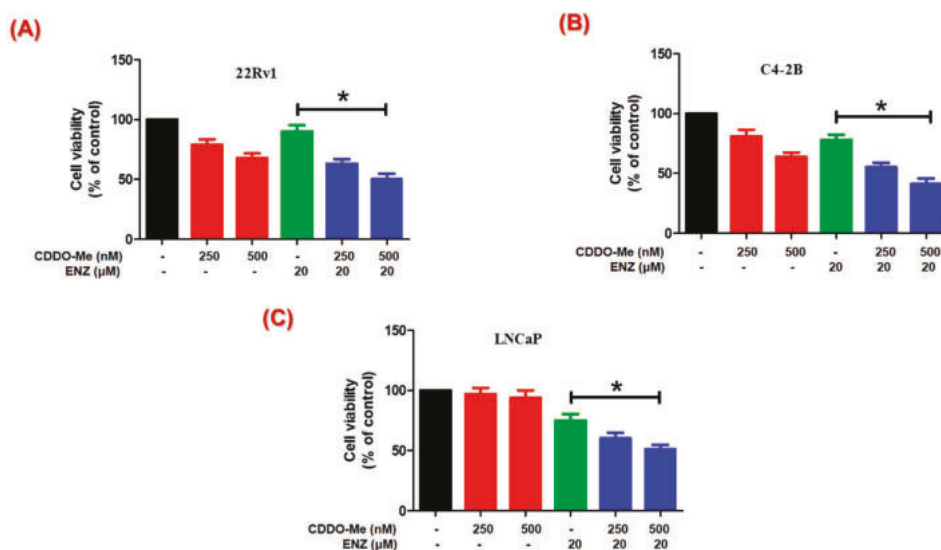 (A)
22Rv1
*
150
100
50
0
Cell viability
(% of control)
CDDO-Me (nM) - 250 500 - 250 500
ENZ (µM) - - - 20 20 20
(B)
C4-2B
*
150
100
50
0
Cell viability
(% of control)
CDDO-Me (nM) - 250 500 - 250 500
ENZ (µM) - - - 20 20 20
(C)
LNCaP
*
150
100
50
0
Cell viability
(% of control)
CDDO-Me (nM) - 250 500 - 250 500
ENZ (µM) - - - 20 20 20